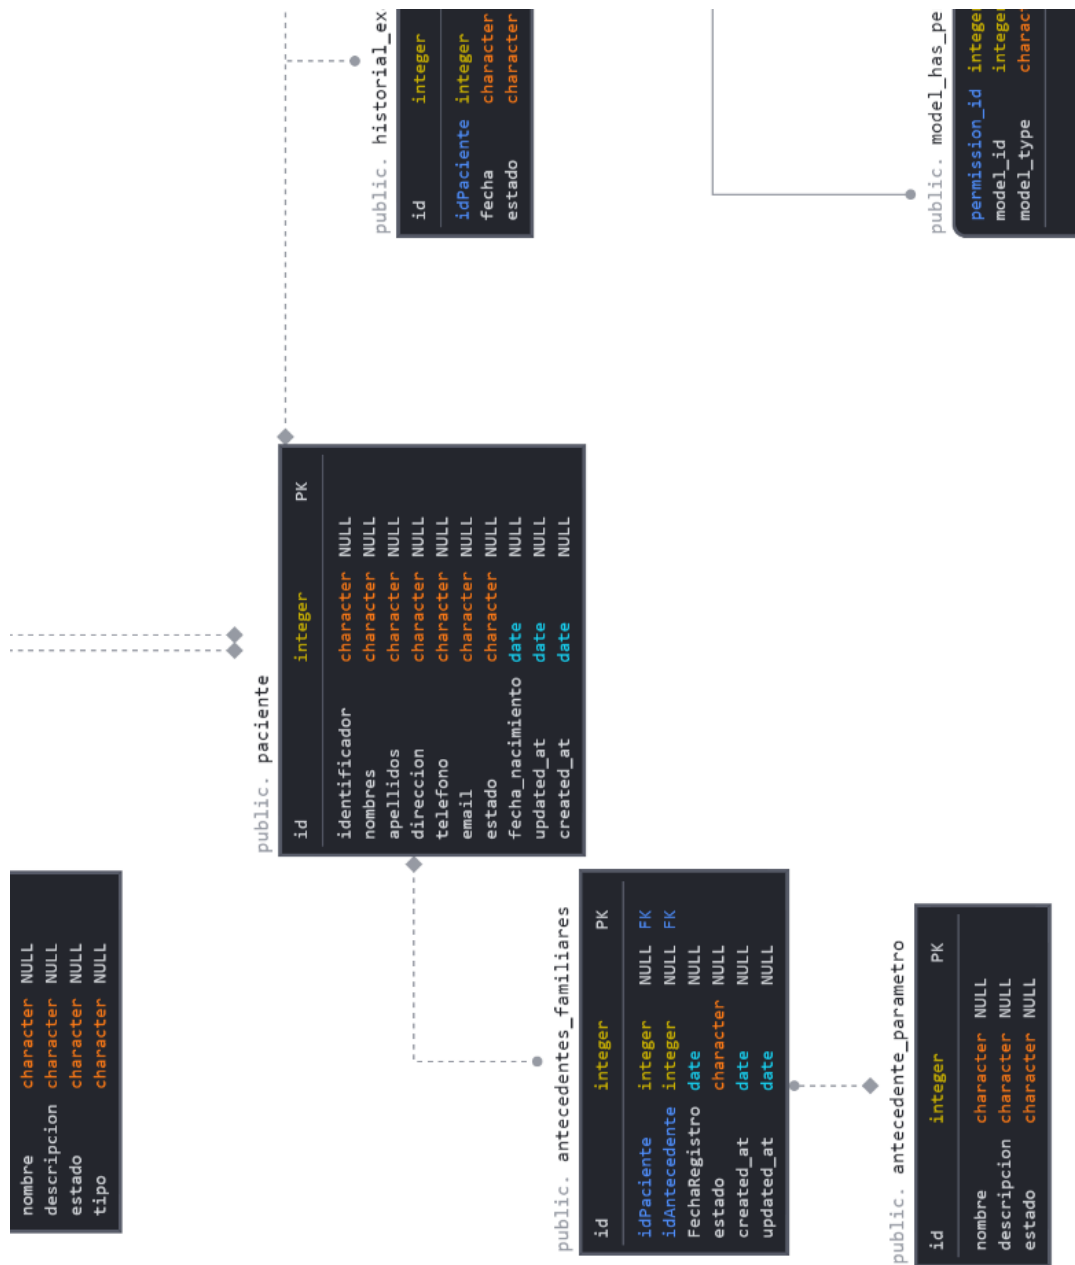 public. historial_ex
id integer
idPaciente integer
fecha character
estado character
public. model_has_pe
permission_id integer
model_id integer
model_type charac
public. paciente
id integer PK
identificador character NULL
nombres character NULL
apellidos character NULL
direccion character NULL
telefono character NULL
email character NULL
estado character NULL
fecha_nacimiento date NULL
updated_at date NULL
created_at date NULL
nombre character NULL
descripcion character NULL
estado character NULL
tipo character NULL
public. antecedentes_familiares
id integer PK
idPaciente integer NULL FK
idAntecedente integer NULL FK
FechaRegistro date NULL
estado character NULL
created_at date NULL
updated_at date NULL
public. antecedente_parametro
id integer PK
nombre character NULL
descripcion character NULL
estado character NULL